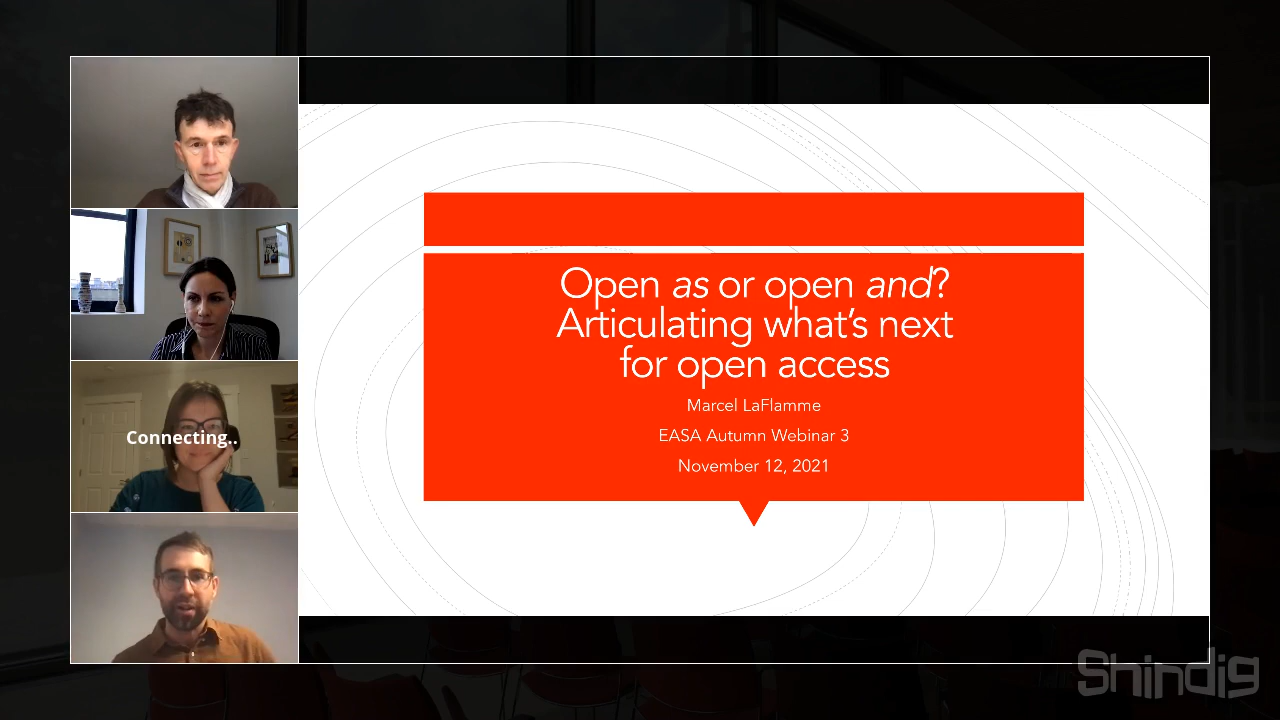 Open as or open and?
Articulating what's next
for open access
Marcel LaFlamme
EASA Autumn Webinar 3
November 12, 2021
Connecting..
Shindig